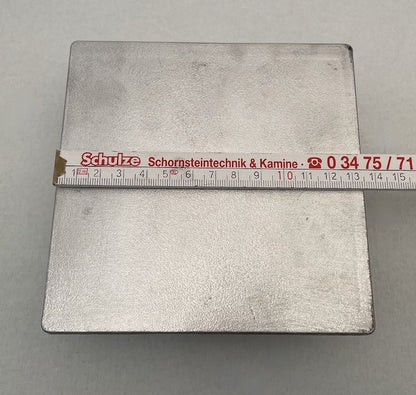 Schulze Schornsteintechnik & Kamine · ☎ 0 34 75 / 71
1 2 3 4 5 6 7 8 9 10 11 12 13 14 15